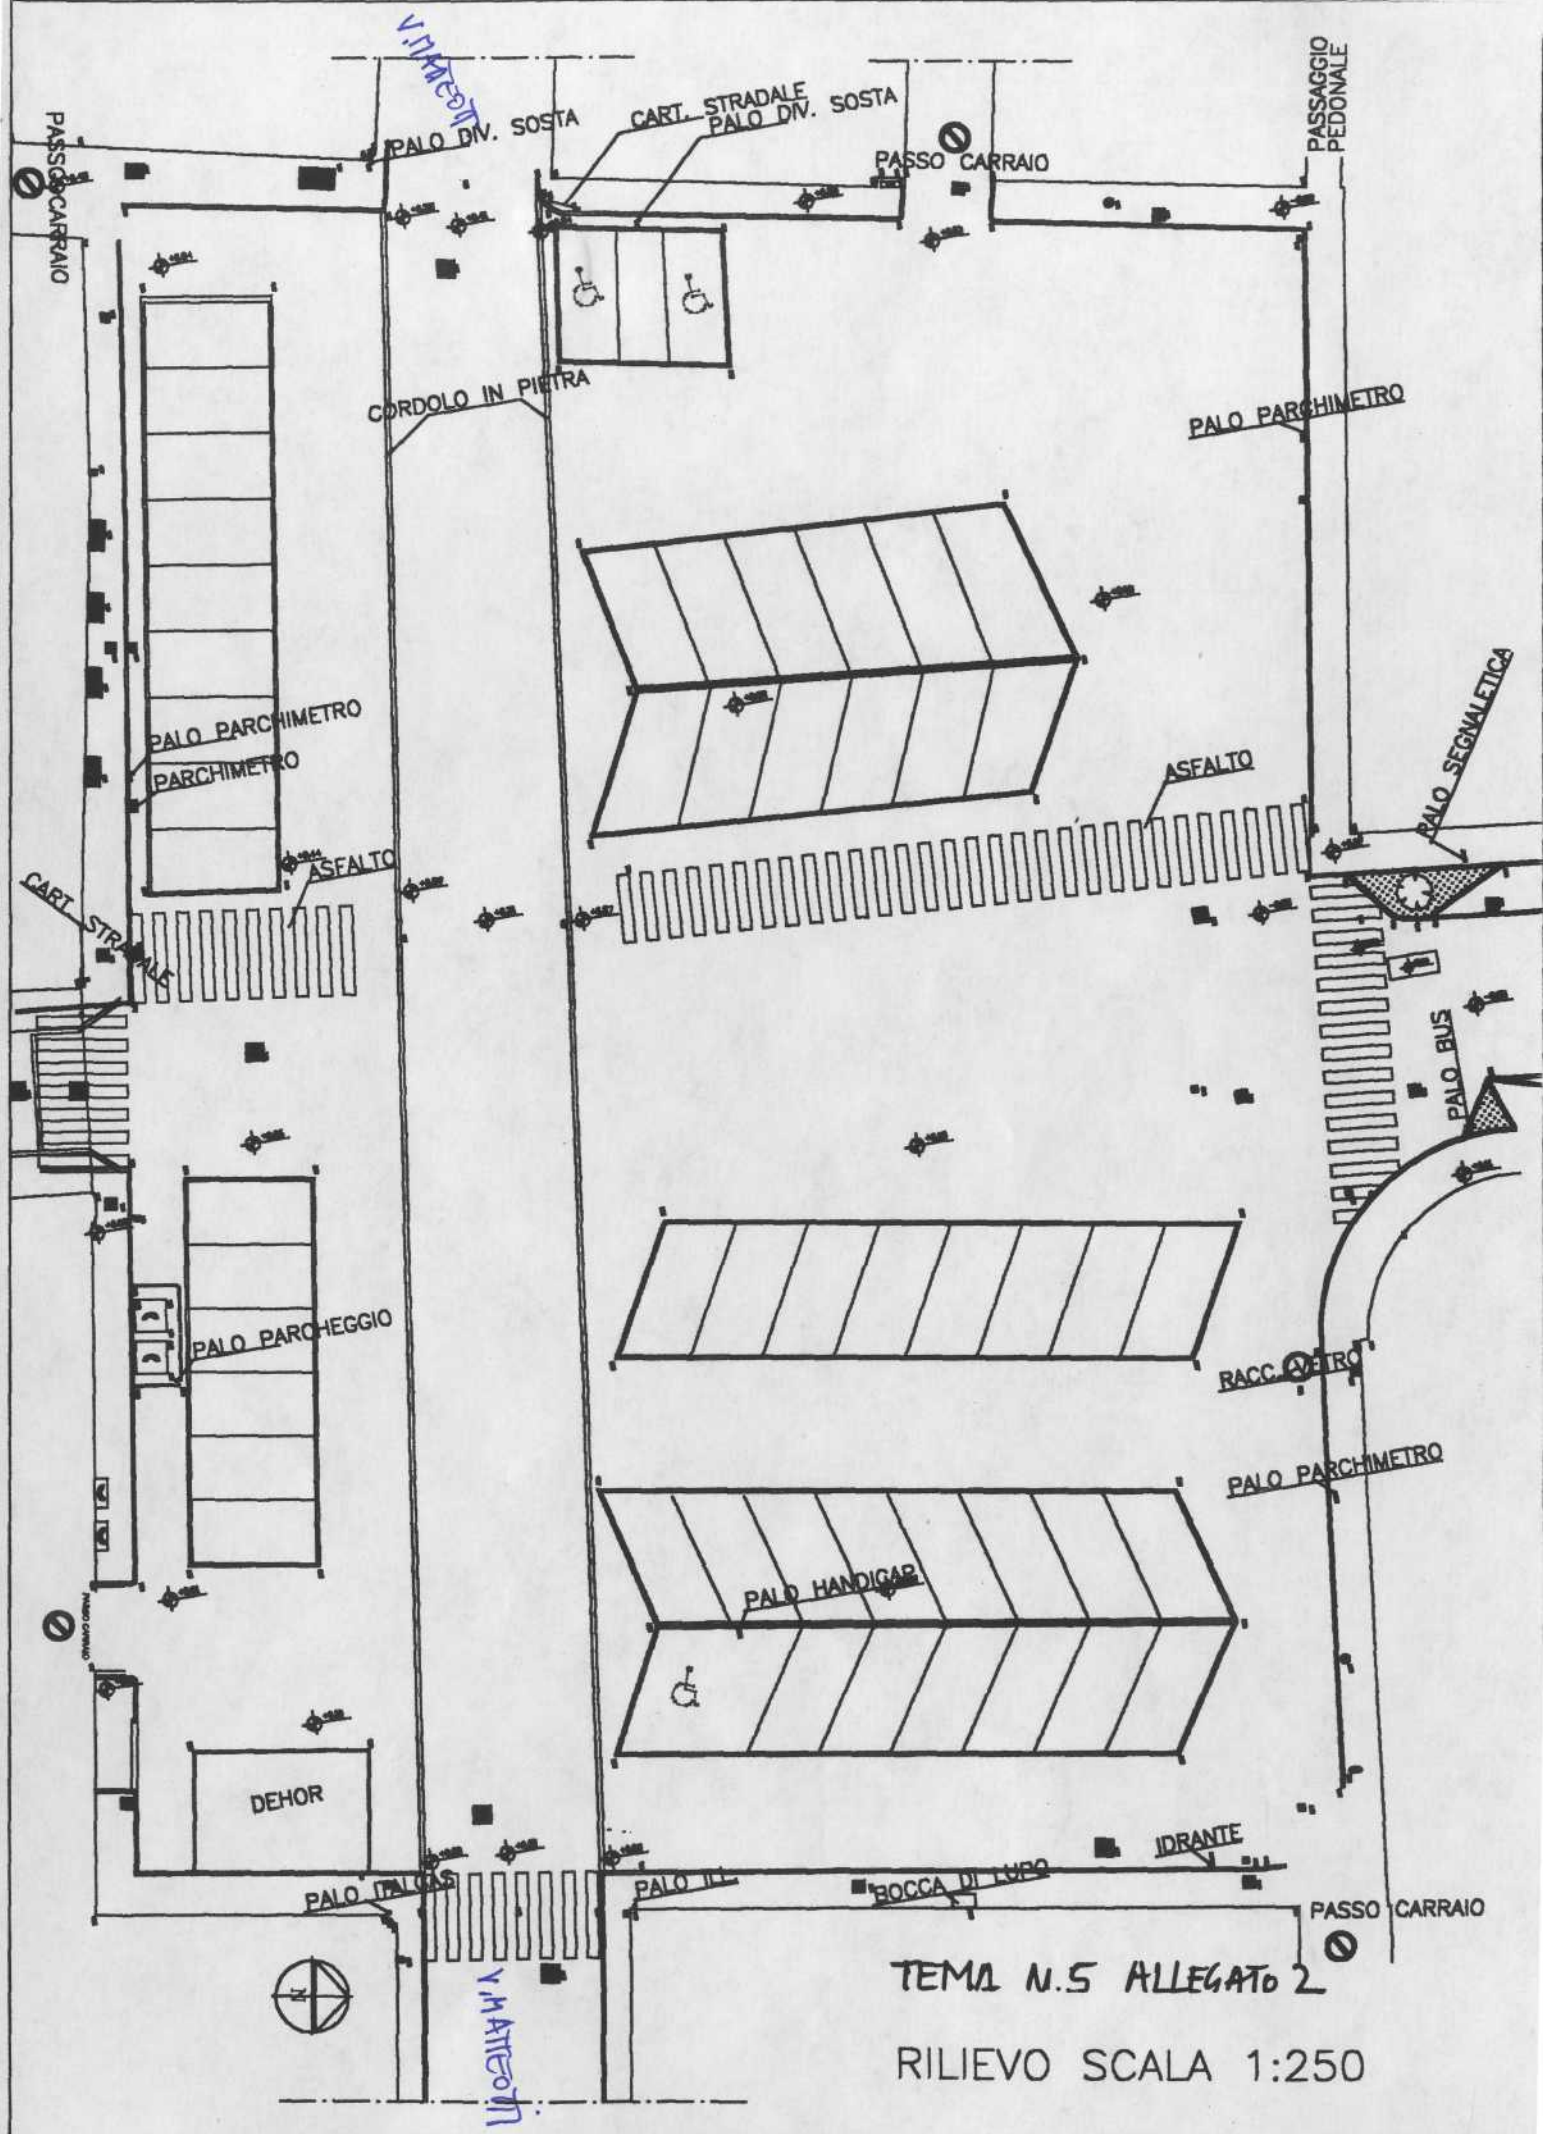 V. MATTEOTTI
PASSAGGIO
PEDONALE
CART. STRADALE
PALO DIV. SOSTA
PALO DIV. SOSTA
PASSO CARRAIO
PASSO CARRAIO
CORDOLO IN PIETRA
PALO PARCHIMETRO
PALO PARCHIMETRO
PARCHIMETRO
ASFALTO
PALO SEGNALETICA
ASFALTO
CART. STRADALE
PALO BUS
PALO PARCHEGGIO
RACC. VETRO
PALO PARCHIMETRO
PALO HANDICAP
PASSO CARRAIO
DEHOR
IDRANTE
PALO ITALGAS
PALO ILL.
BOCCA DI LUPO
PASSO CARRAIO
N
V. MATTEOTTI
TEMA N.5 ALLEGATO 2
RILIEVO SCALA 1:250